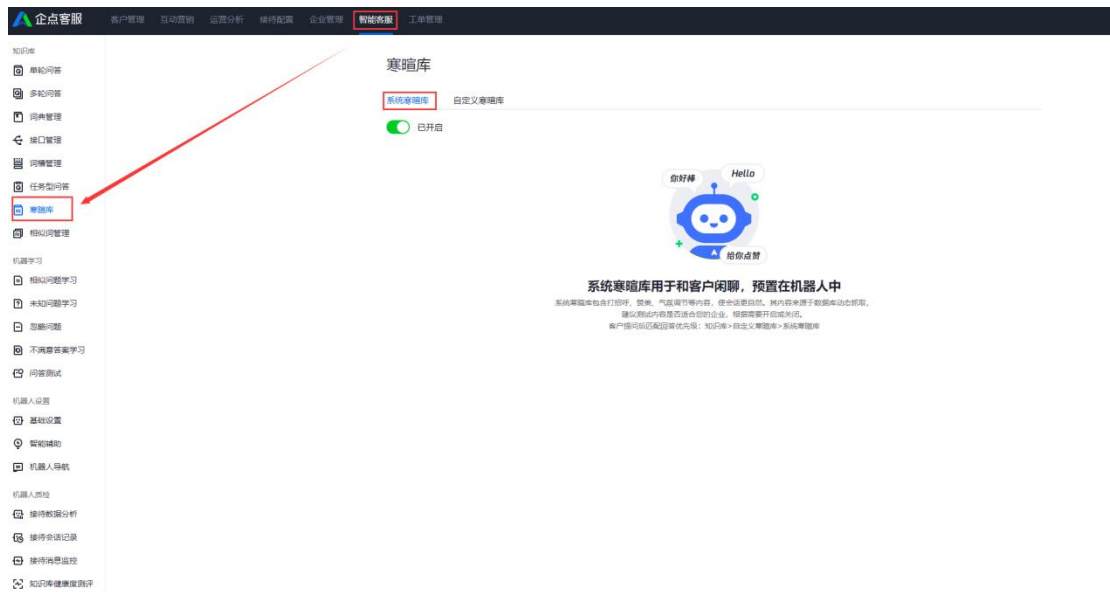 企点客服
客户管理 互动营销 运营分析 接待配置 企业管理 智能客服 工单管理
知识库
单轮问答
多轮问答
词典管理
接口管理
词槽管理
任务型问答
寒暄库
相似词管理
机器学习
相似问题学习
未知问题学习
忽略问题
不满意答案学习
问答测试
机器人设置
基础设置
智能辅助
机器人导航
机器人质检
接待数据分析
接待会话记录
接待消息监控
知识库健康度测评
寒暄库
系统寒暄库 自定义寒暄库
已开启
你好棒
Hello
给你点赞
系统寒暄库用于和客户闲聊，预置在机器人中
系统寒暄库包含打招呼、赞美、气氛调节等内容，使会话更自然。其内容来源于数据库动态抓取，
建议测试内容是否适合您的企业，根据需要开启或关闭。
客户提问后匹配回答优先级：知识库>自定义寒暄库>系统寒暄库